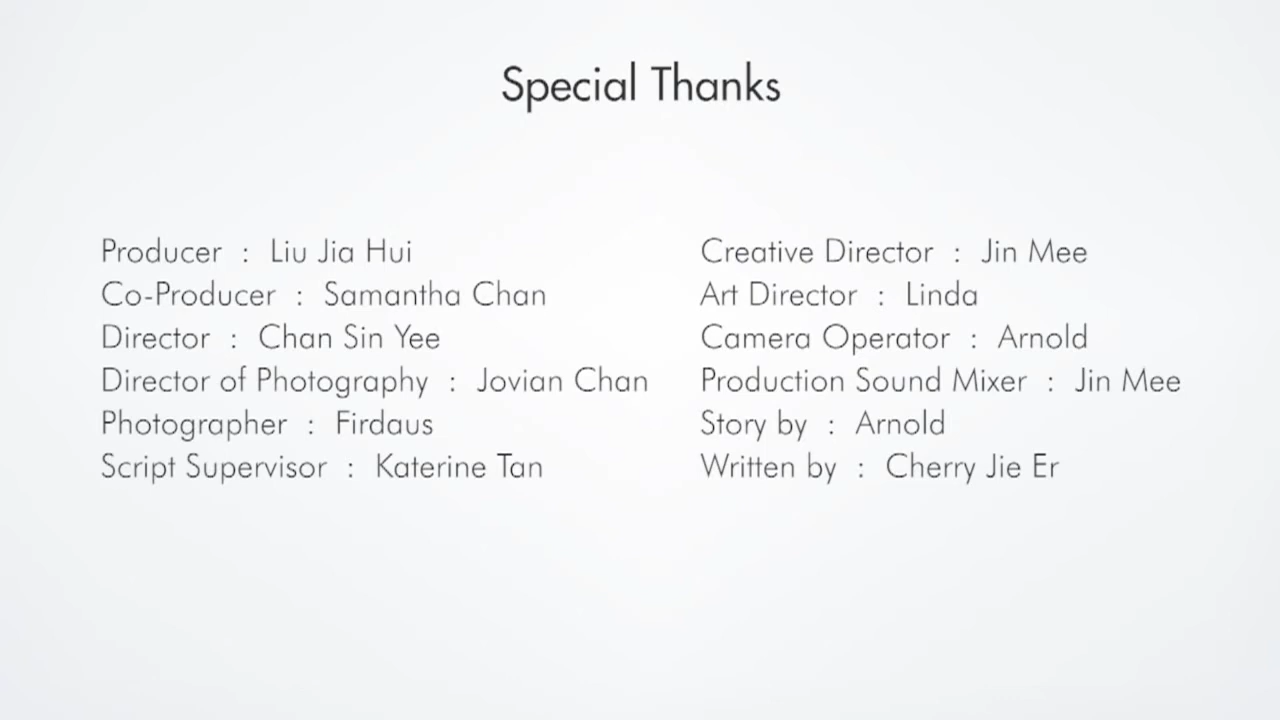 Special Thanks
Producer : Liu Jia Hui
Co-Producer : Samantha Chan
Director : Chan Sin Yee
Director of Photography : Jovian Chan
Photographer : Firdaus
Script Supervisor : Katerine Tan
Creative Director : Jin Mee
Art Director : Linda
Camera Operator : Arnold
Production Sound Mixer : Jin Mee
Story by : Arnold
Written by : Cherry Jie Er